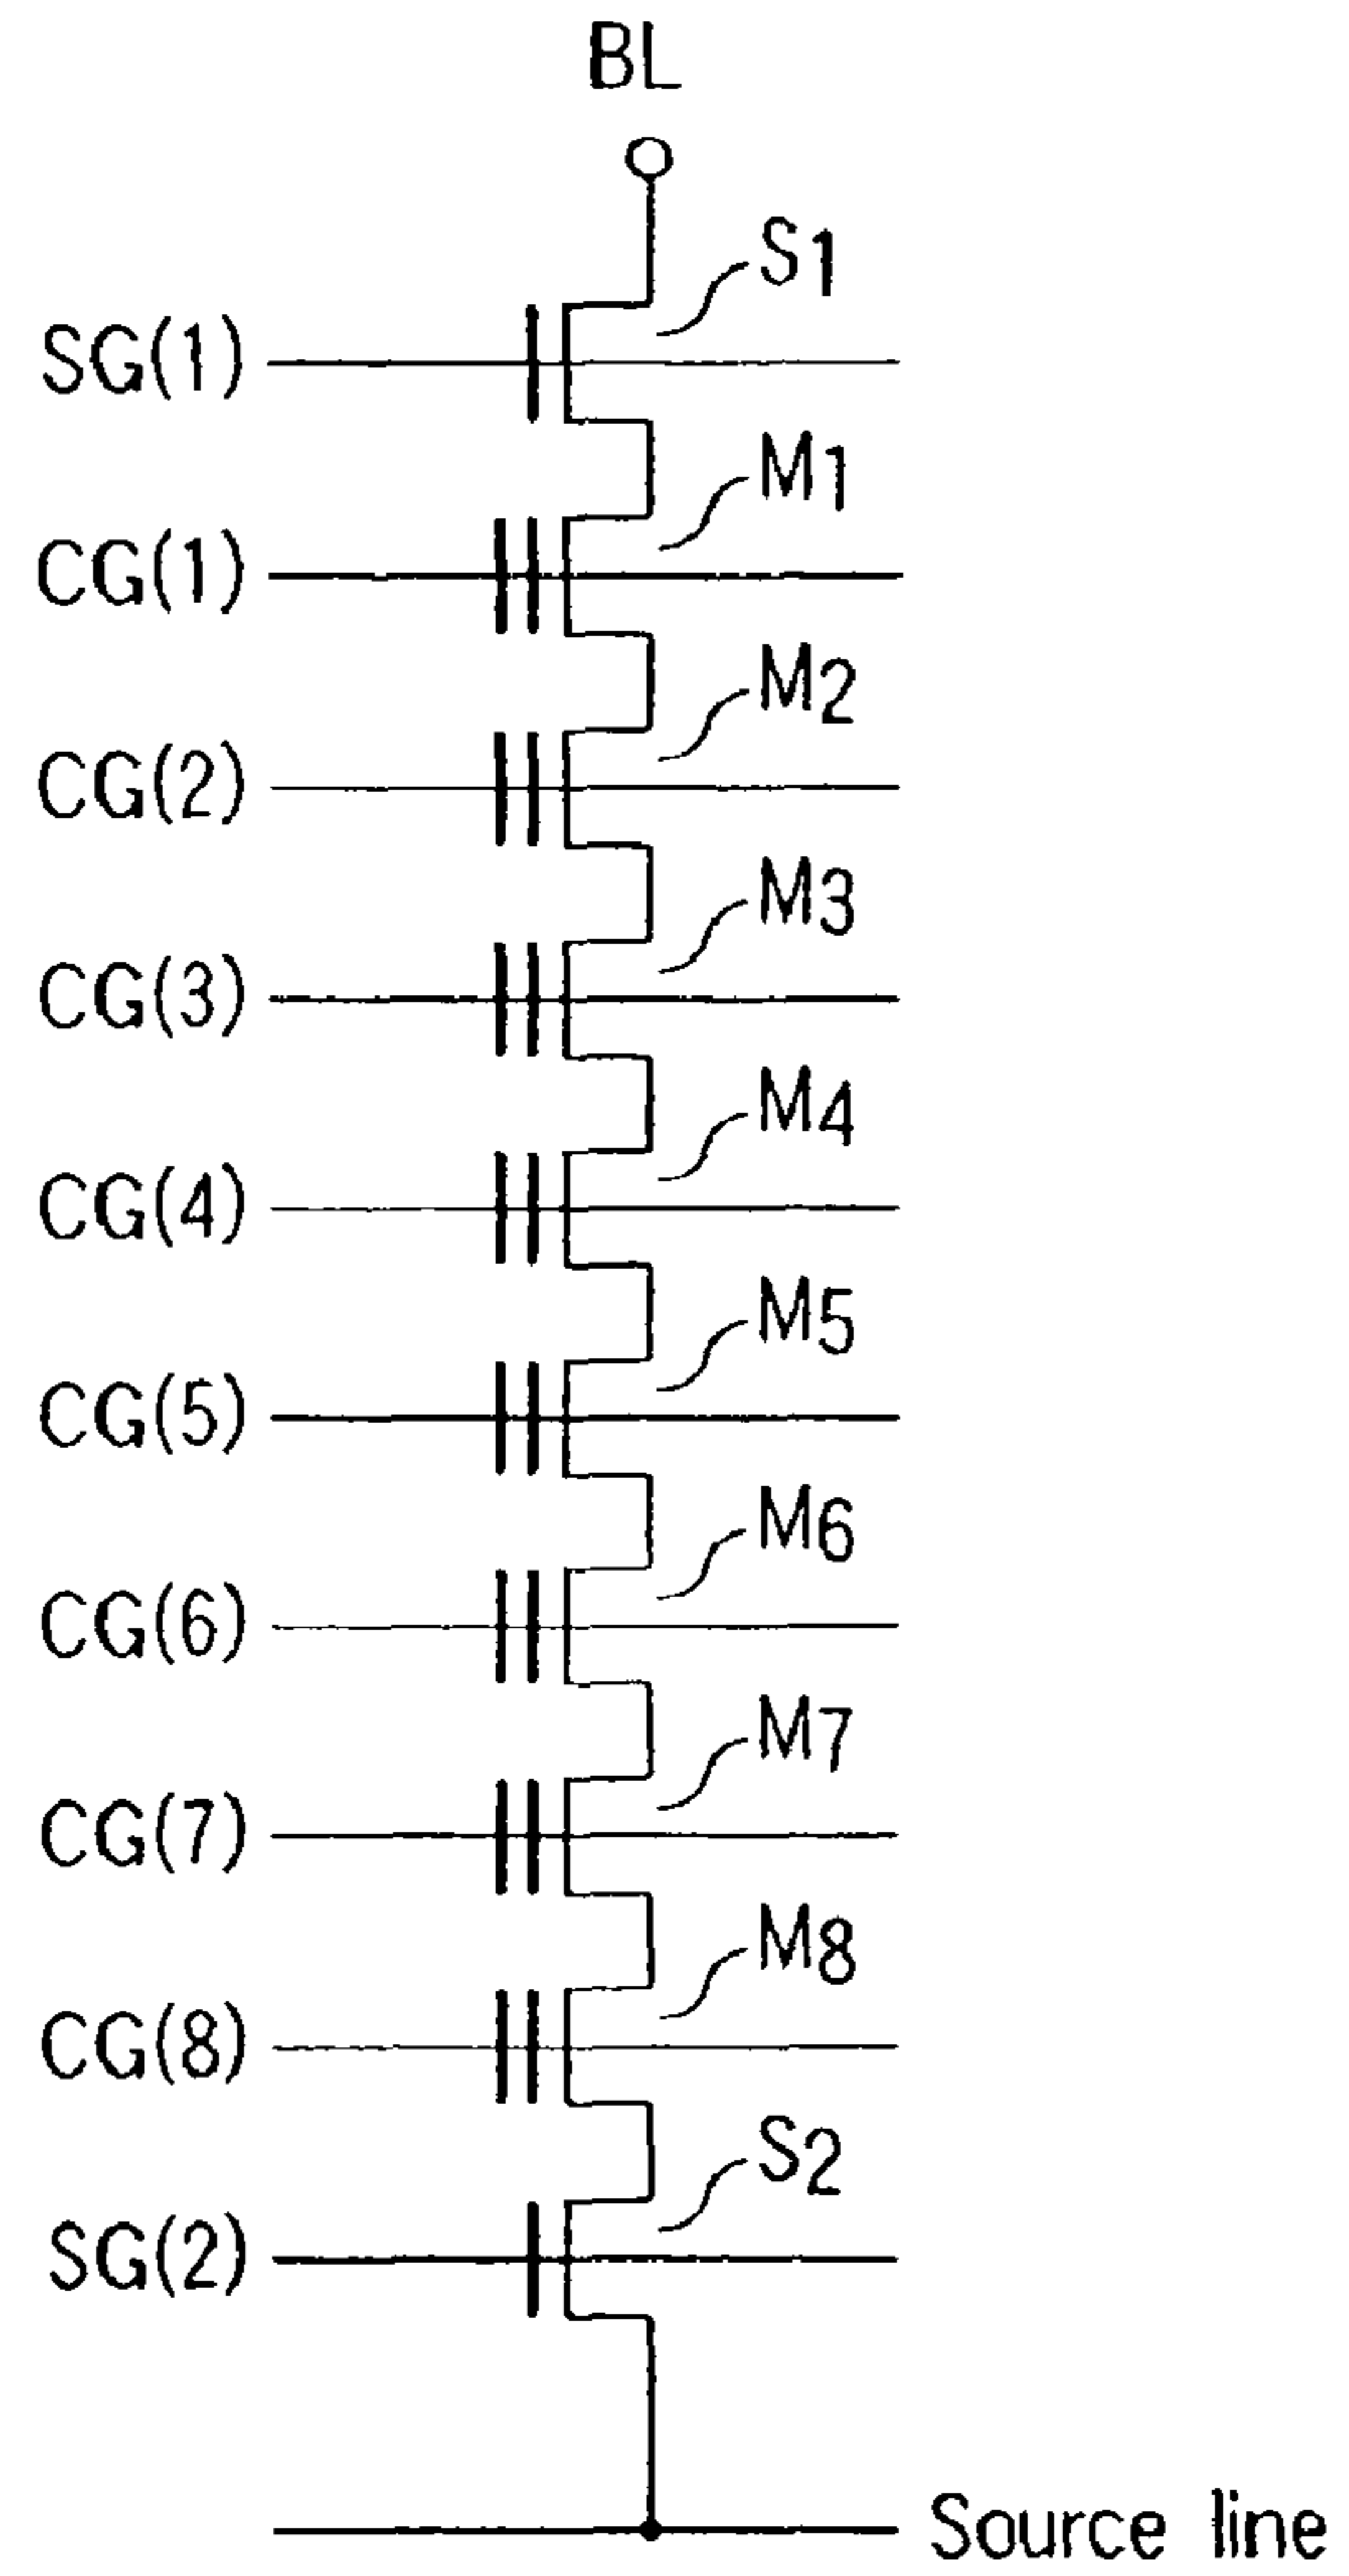 BL
S1
SG(1)
M1
CG(1)
M2
CG(2)
M3
CG(3)
M4
CG(4)
M5
CG(5)
M6
CG(6)
M7
CG(7)
M8
CG(8)
S2
SG(2)
Source line